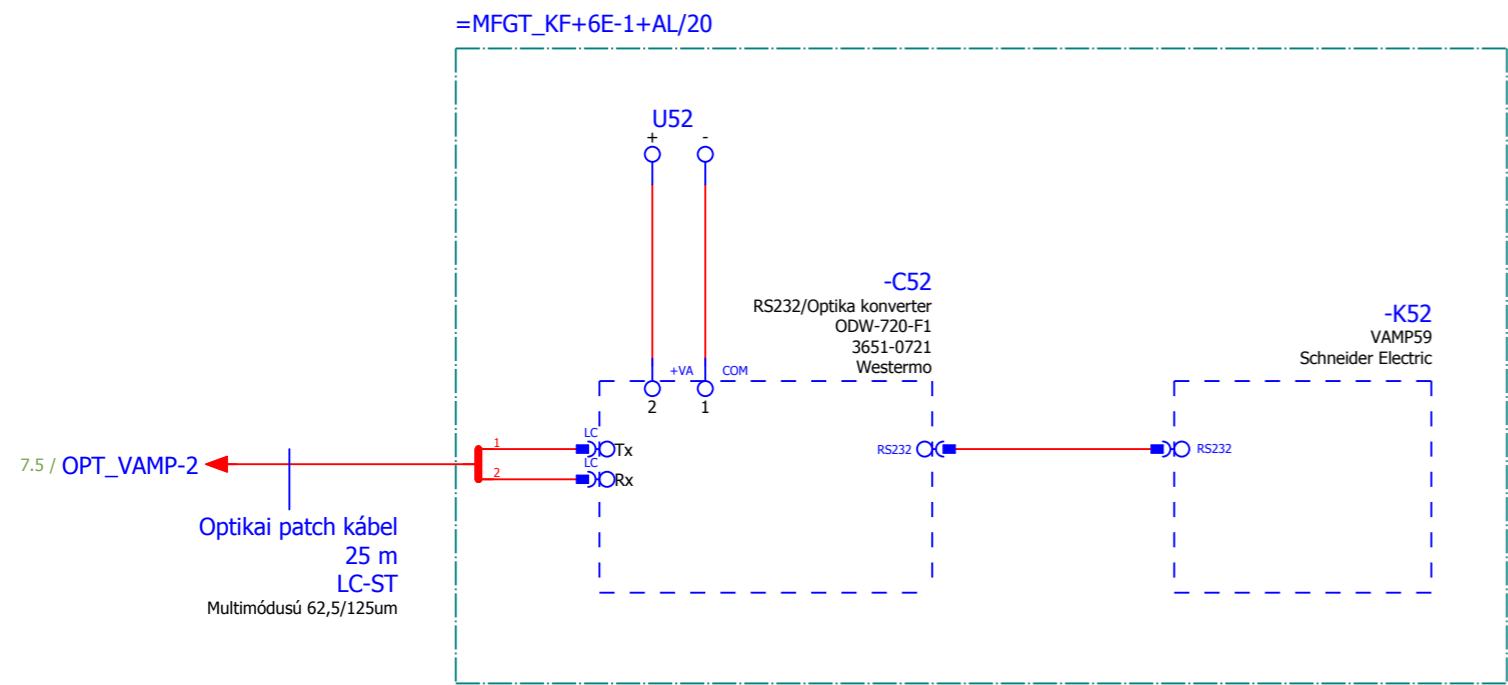 =MFGT_KF+6E-1+AL/20
U52
+ -
-C52
RS232/Optika konverter
ODW-720-F1
3651-0721
Westermo
-K52
VAMP59
Schneider Electric
+VA COM
2 1
LC
1 Tx
RS232
RS232
LC
2 Rx
7.5 / OPT_VAMP-2
Optikai patch kábel
25 m
LC-ST
Multimódusú 62,5/125um